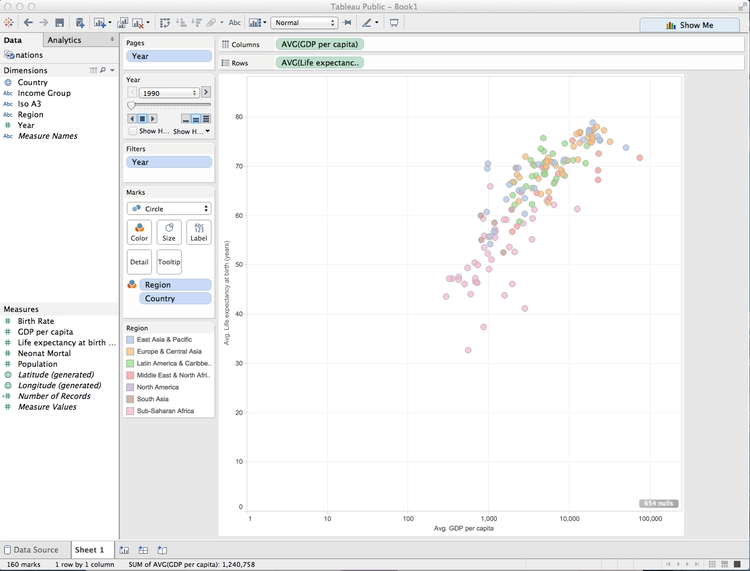 Tableau Public - Book1
Abc
Normal
Show Me
Data
Analytics
nations
Dimensions
Country
Abc Income Group
Abc Iso A3
Abc Region
Year
Abc Measure Names
Measures
Birth Rate
GDP per capita
Life expectancy at birth ...
Neonat Mortal
Population
Latitude (generated)
Longitude (generated)
Number of Records
Measure Values
Pages
Year
Year
1990
Show H...
Show H...
Filters
Year
Marks
Circle
Color
Size
Label
Detail
Tooltip
Region
Country
Region
East Asia & Pacific
Europe & Central Asia
Latin America & Caribbe..
Middle East & North Afri..
North America
South Asia
Sub-Saharan Africa
Columns
AVG(GDP per capita)
Rows
AVG(Life expectanc..
80
70
60
50
40
30
20
10
0
Avg. Life expectancy at birth (years)
654 nulls
1
10
100
1,000
10,000
100,000
Avg. GDP per capita
Data Source
Sheet 1
160 marks
1 row by 1 column
SUM of AVG(GDP per capita): 1,240,758